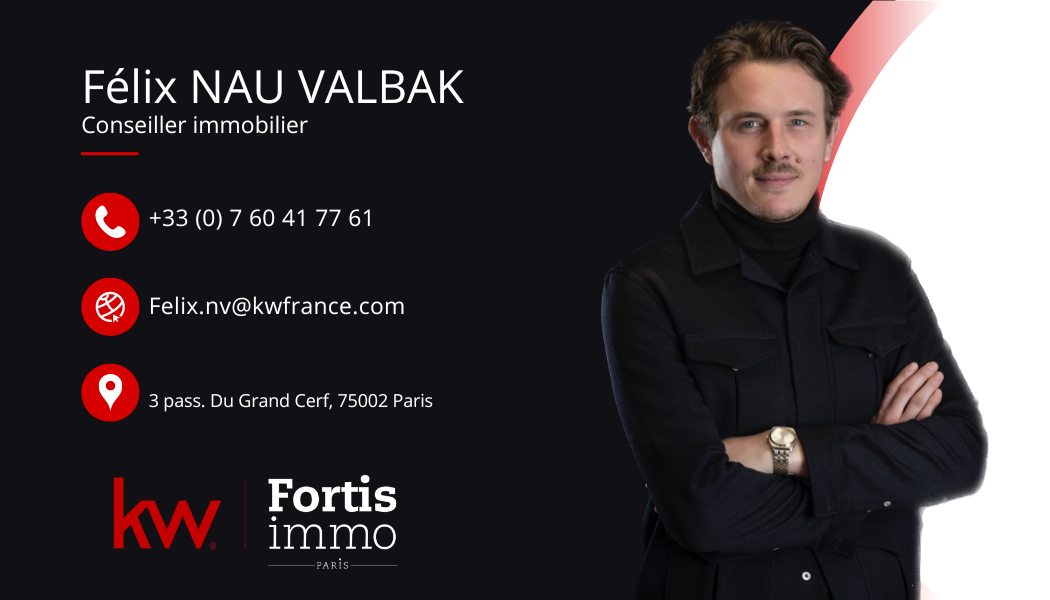 Félix NAU VALBAK
Conseiller immobilier
+33 (0) 7 60 41 77 61
Felix.nv@kwfrance.com
3 pass. Du Grand Cerf, 75002 Paris
kw®
Fortis
immo
PARIS